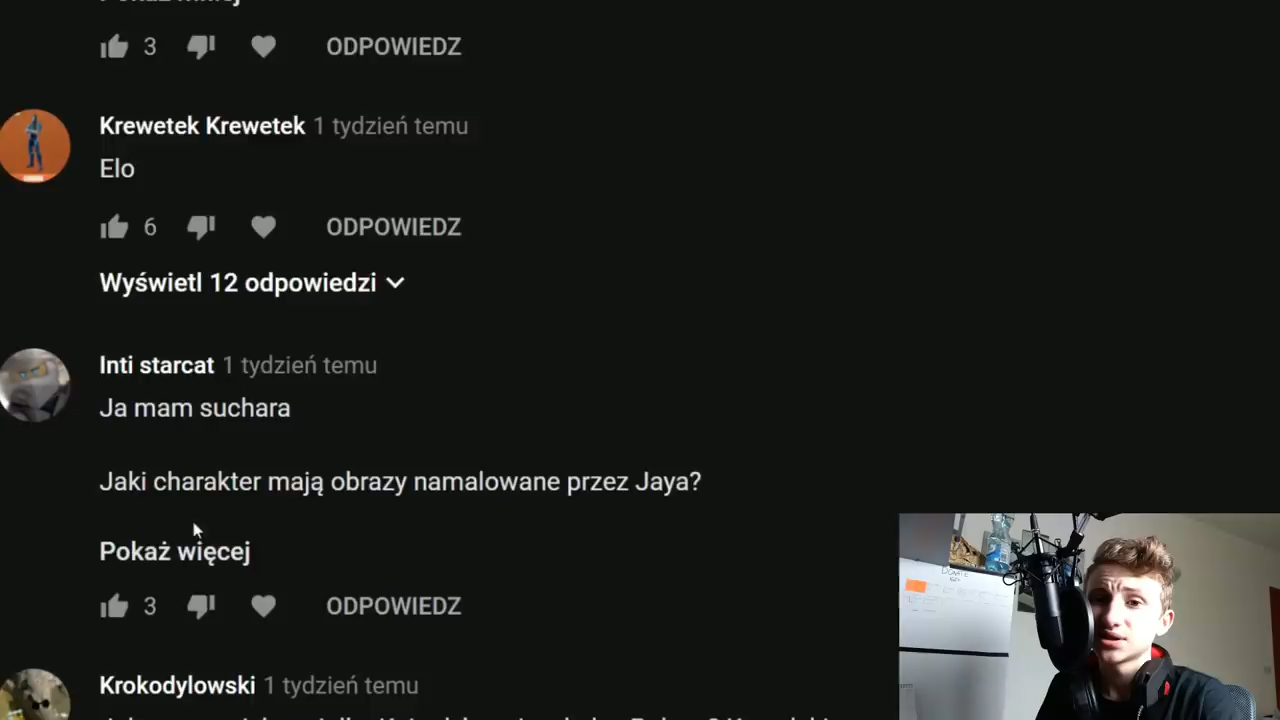 3 ODPOWIEDZ
Krewetek Krewetek 1 tydzień temu
Elo
6 ODPOWIEDZ
Wyświetl 12 odpowiedzi
Inti starcat 1 tydzień temu
Ja mam suchara
Jaki charakter mają obrazy namalowane przez Jaya?
Pokaż więcej
3 ODPOWIEDZ
Krokodylowski 1 tydzień temu
DONATE